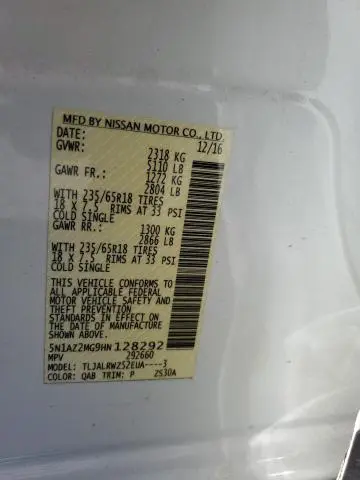 MFD BY NISSAN MOTOR CO., LTD.
DATE: 12/16
GVWR: 2318 KG
5110 LB
GAWR FR.: 1272 KG
2804 LB
WITH 235/65R18 TIRES
18 X 7.5 RIMS AT 33 PSI
COLD SINGLE
GAWR RR.: 1300 KG
2866 LB
WITH 235/65R18 TIRES
18 X 7.5 RIMS AT 33 PSI
COLD SINGLE
THIS VEHICLE CONFORMS TO
ALL APPLICABLE FEDERAL
MOTOR VEHICLE SAFETY
STANDARDS IN EFFECT ON
THE DATE OF MANUFACTURE
SHOWN ABOVE.
5N1AZ2MG9HN128292
MPV 292660
MODEL: TLJALRWZ52EUA----3
COLOR: QAB TRIM: P ZS30A